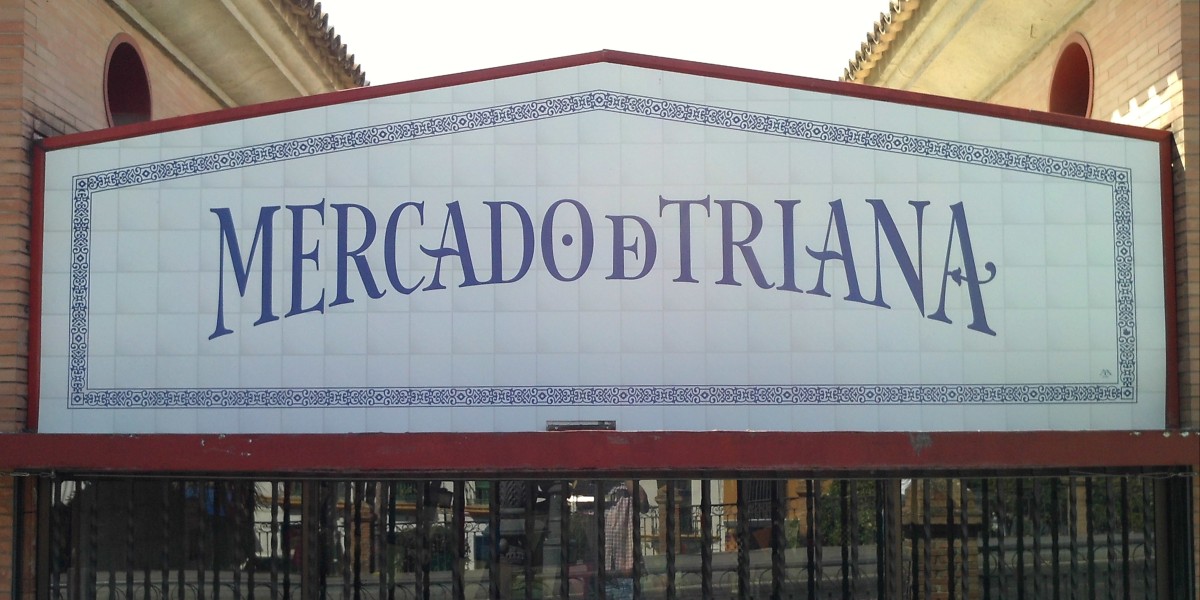 MERCADO DE TRIANA